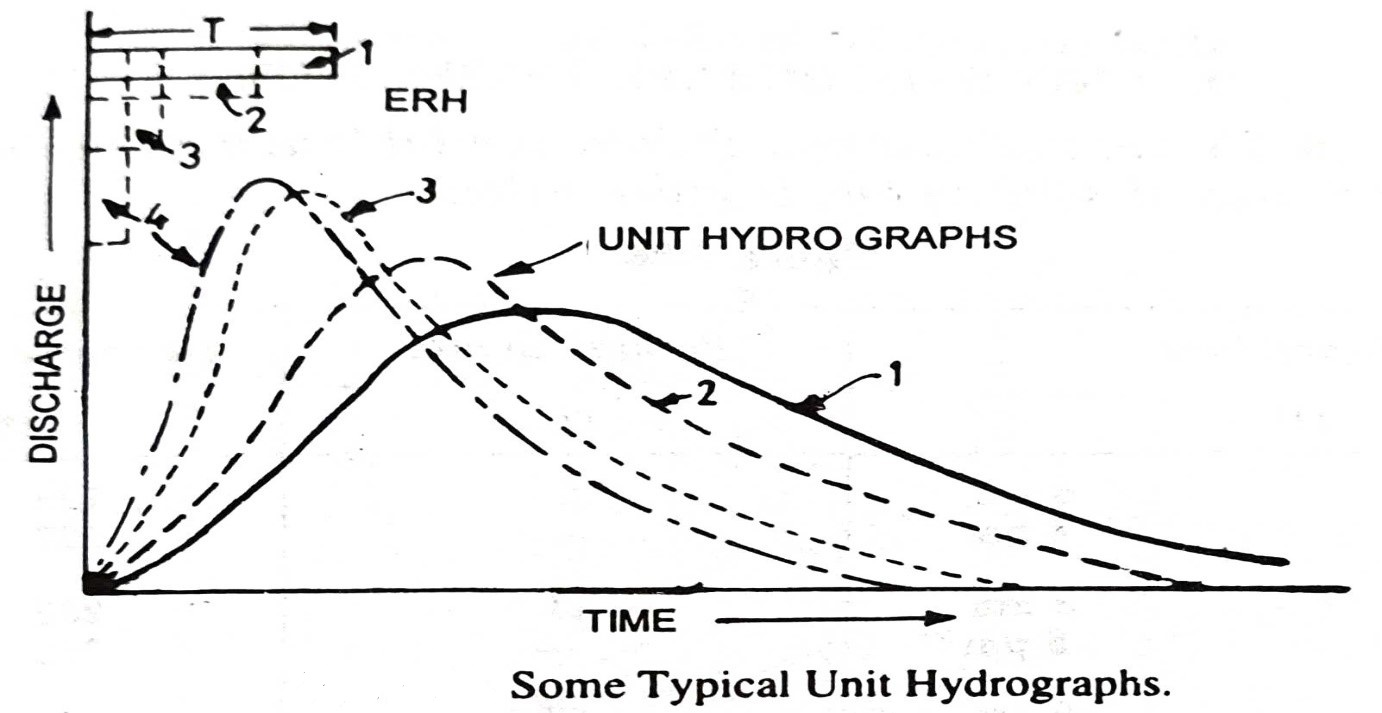 T
1
2
ERH
3
4
3
UNIT HYDRO GRAPHS
DISCHARGE
2
1
TIME
Some Typical Unit Hydrographs.